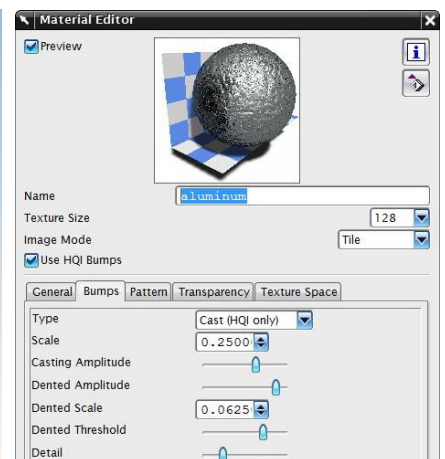 Material Editor
Preview
Name aluminum
Texture Size 128
Image Mode Tile
Use HQI Bumps
General Bumps Pattern Transparency Texture Space
Type Cast (HQI only)
Scale 0.2500
Casting Amplitude
Dented Amplitude
Dented Scale 0.0625
Dented Threshold
Detail